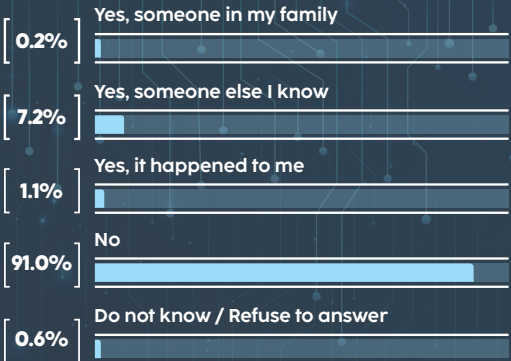 Yes, someone in my family
0.2%
Yes, someone else I know
7.2%
Yes, it happened to me
1.1%
No
91.0%
Do not know / Refuse to answer
0.6%